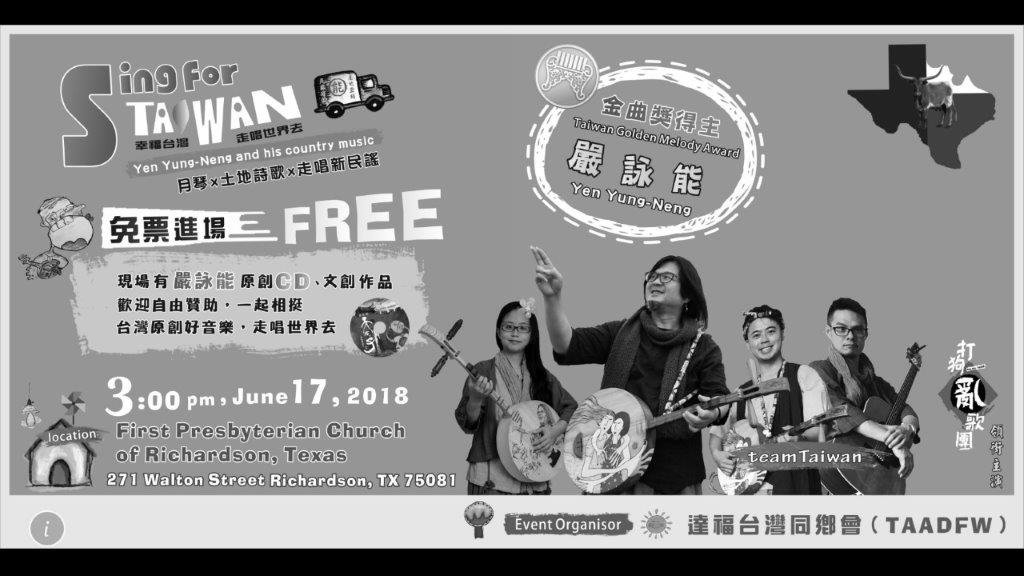 Sing For
TAIWAN
幸福台灣 走唱世界去
Yen Yung-Neng and his country music
月琴×土地詩歌×走唱新民謠
免票進場 FREE
現場有嚴詠能原創CD、文創作品
歡迎自由贊助，一起相挺
台灣原創好音樂，走唱世界去
3:00 pm, June 17, 2018
location
First Presbyterian Church
of Richardson, Texas
271 Walton Street Richardson, TX 75081
金曲獎得主
Taiwan Golden Melody Award
嚴詠能
Yen Yung-Neng
teamTaiwan
打狗亂歌團
領銜主演
i
Event Organisor
達福台灣同鄉會（TAADFW）